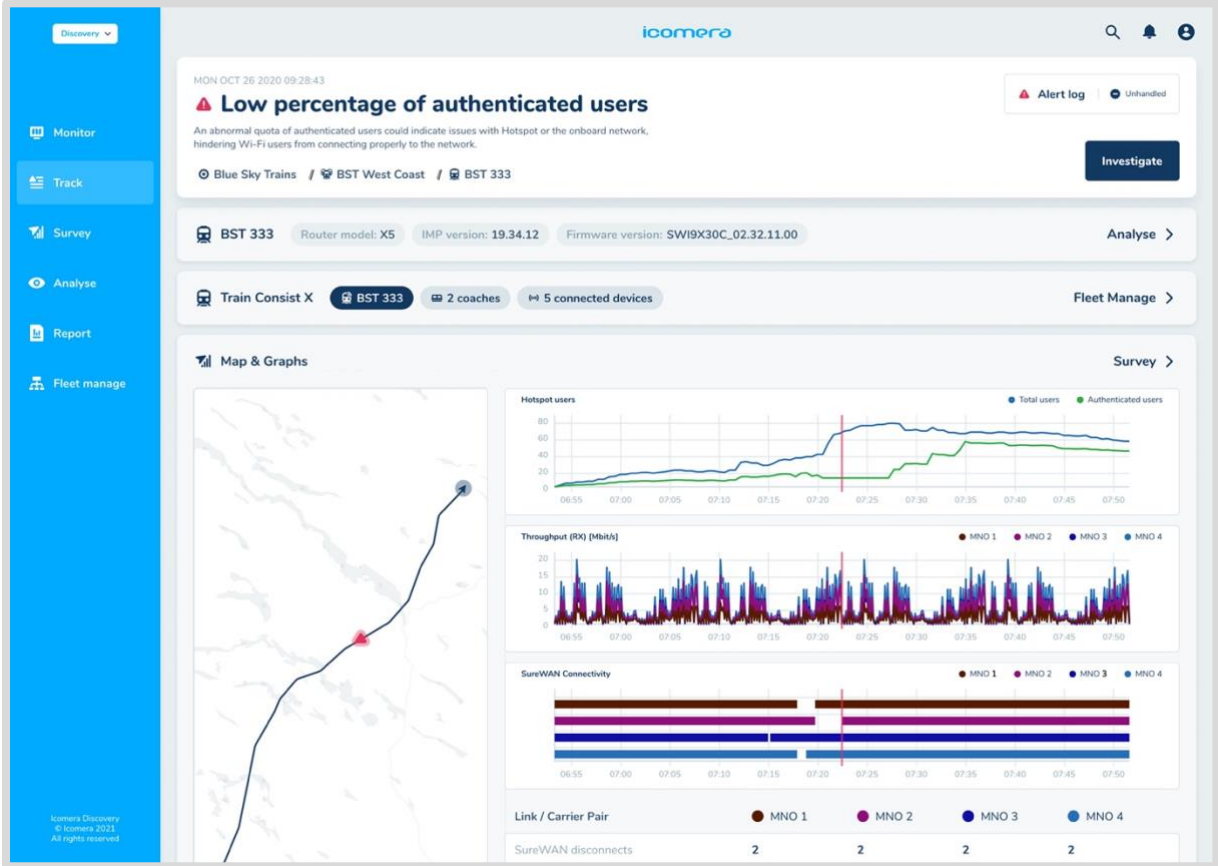 Discovery
icomera
Monitor
Track
Survey
Analyse
Report
Fleet manage
Icomera Discovery
© Icomera 2021
All rights reserved
MON OCT 26 2020 09:28:43
Low percentage of authenticated users
An abnormal quota of authenticated users could indicate issues with Hotspot or the onboard network,
hindering Wi-Fi users from connecting properly to the network.
Blue Sky Trains / BST West Coast / BST 333
Alert log Unhandled
Investigate
BST 333 Router model: X5 IMP version: 19.34.12 Firmware version: SWI9X30C_02.32.11.00 Analyse
Train Consist X BST 333 2 coaches 5 connected devices Fleet Manage
Map & Graphs Survey
Hotspot users Total users Authenticated users
80
60
40
20
0
06:55 07:00 07:05 07:10 07:15 07:20 07:25 07:30 07:35 07:40 07:45 07:50
Throughput (RX) [Mbit/s] MNO 1 MNO 2 MNO 3 MNO 4
20
15
10
5
0
06:55 07:00 07:05 07:10 07:15 07:20 07:25 07:30 07:35 07:40 07:45 07:50
SureWAN Connectivity MNO 1 MNO 2 MNO 3 MNO 4
06:55 07:00 07:05 07:10 07:15 07:20 07:25 07:30 07:35 07:40 07:45 07:50
Link / Carrier Pair MNO 1 MNO 2 MNO 3 MNO 4
SureWAN disconnects 2 2 2 2